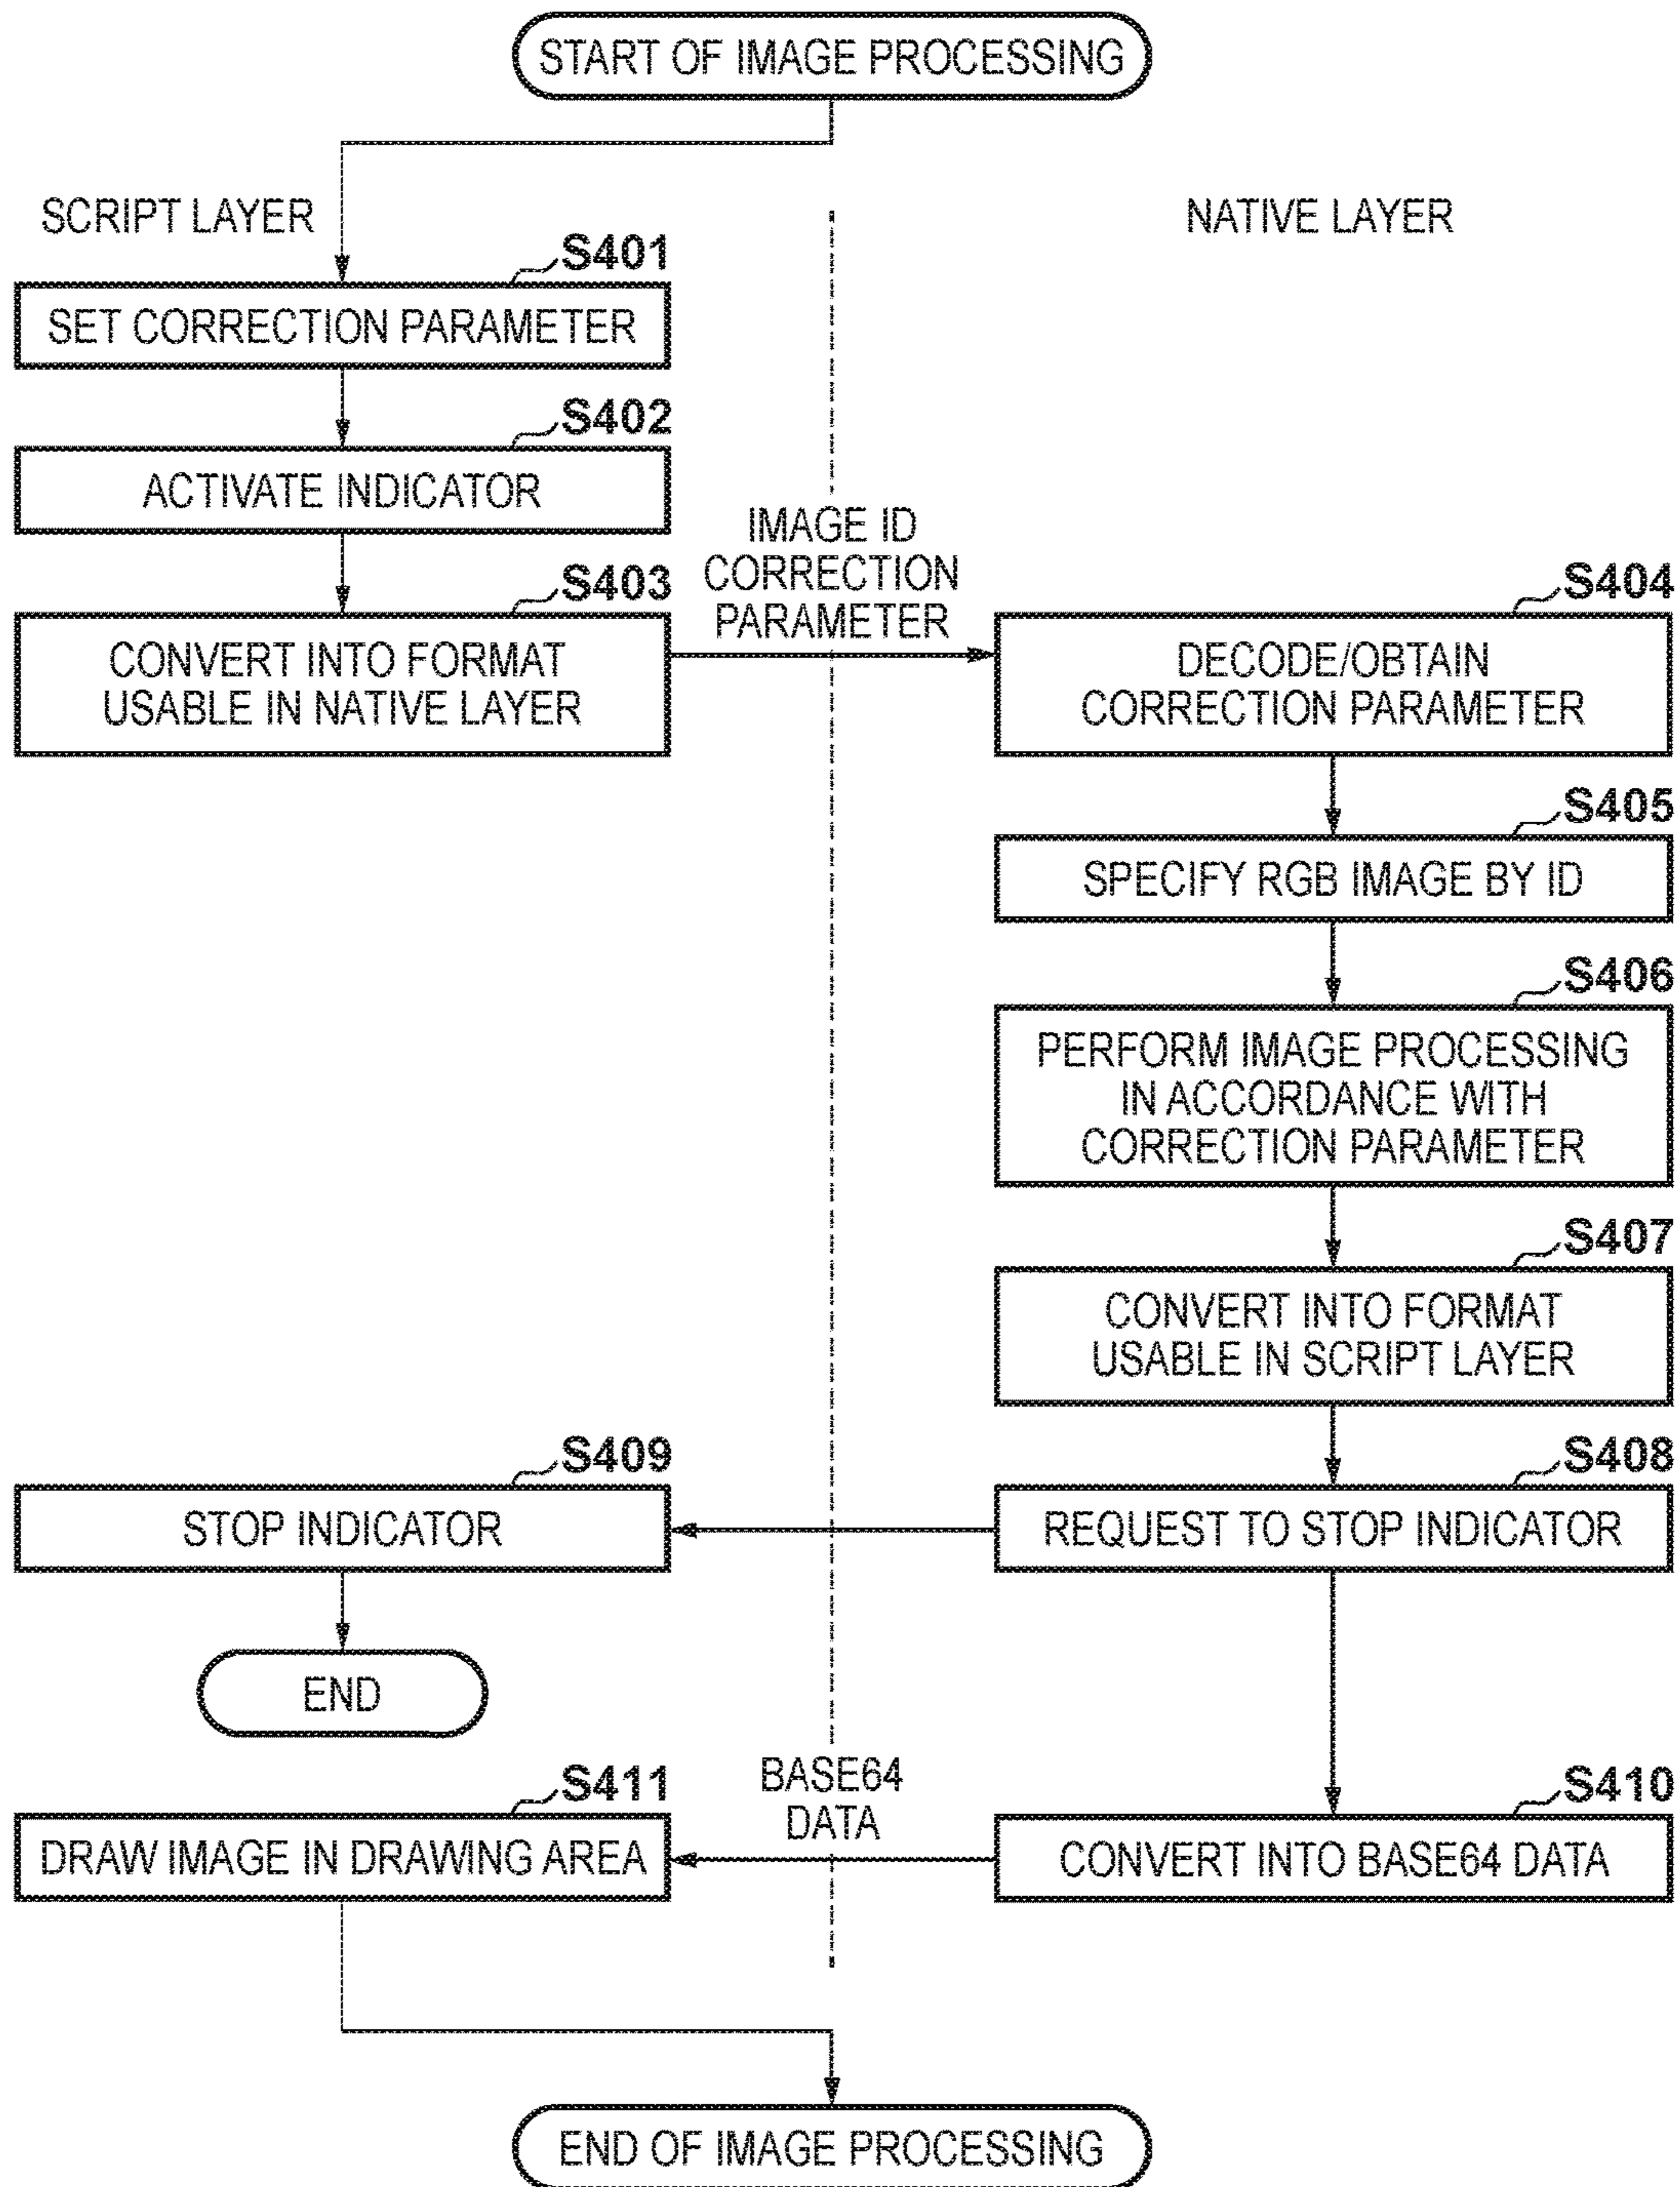 START OF IMAGE PROCESSING
SCRIPT LAYER
NATIVE LAYER
S401
SET CORRECTION PARAMETER
S402
ACTIVATE INDICATOR
S403
CONVERT INTO FORMAT
USABLE IN NATIVE LAYER
IMAGE ID
CORRECTION
PARAMETER
S404
DECODE/OBTAIN
CORRECTION PARAMETER
S405
SPECIFY RGB IMAGE BY ID
S406
PERFORM IMAGE PROCESSING
IN ACCORDANCE WITH
CORRECTION PARAMETER
S407
CONVERT INTO FORMAT
USABLE IN SCRIPT LAYER
S408
REQUEST TO STOP INDICATOR
S409
STOP INDICATOR
END
S410
CONVERT INTO BASE64 DATA
BASE64
DATA
S411
DRAW IMAGE IN DRAWING AREA
END OF IMAGE PROCESSING